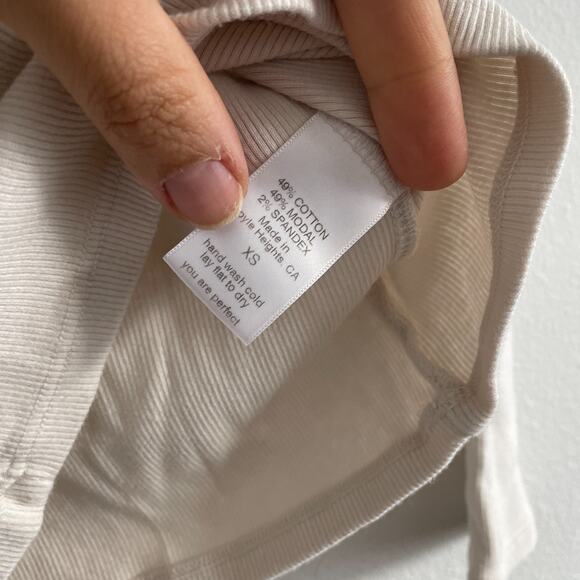 49% COTTON
49% MODAL
2% SPANDEX
Made in
oyle Heights, CA
XS
hand wash cold
lay flat to dry
you are perfect